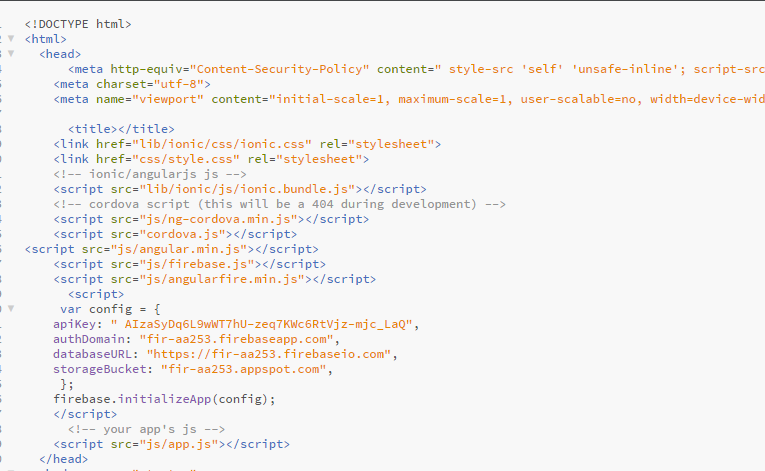 <!DOCTYPE html>
<html>
<head>
<meta http-equiv="Content-Security-Policy" content=" style-src 'self' 'unsafe-inline'; script-src
<meta charset="utf-8">
<meta name="viewport" content="initial-scale=1, maximum-scale=1, user-scalable=no, width=device-wid
<title></title>
<link href="lib/ionic/css/ionic.css" rel="stylesheet">
<link href="css/style.css" rel="stylesheet">
<!-- ionic/angularjs js -->
<script src="lib/ionic/js/ionic.bundle.js"></script>
<!-- cordova script (this will be a 404 during development) -->
<script src="js/ng-cordova.min.js"></script>
<script src="cordova.js"></script>
<script src="js/angular.min.js"></script>
<script src="js/firebase.js"></script>
<script src="js/angularfire.min.js"></script>
<script>
var config = {
apiKey: " AIzaSyDq6L9wWT7hU-zeq7KWc6RtVjz-mjc_LaQ",
authDomain: "fir-aa253.firebaseapp.com",
databaseURL: "https://fir-aa253.firebaseio.com",
storageBucket: "fir-aa253.appspot.com",
};
firebase.initializeApp(config);
</script>
<!-- your app's js -->
<script src="js/app.js"></script>
</head>